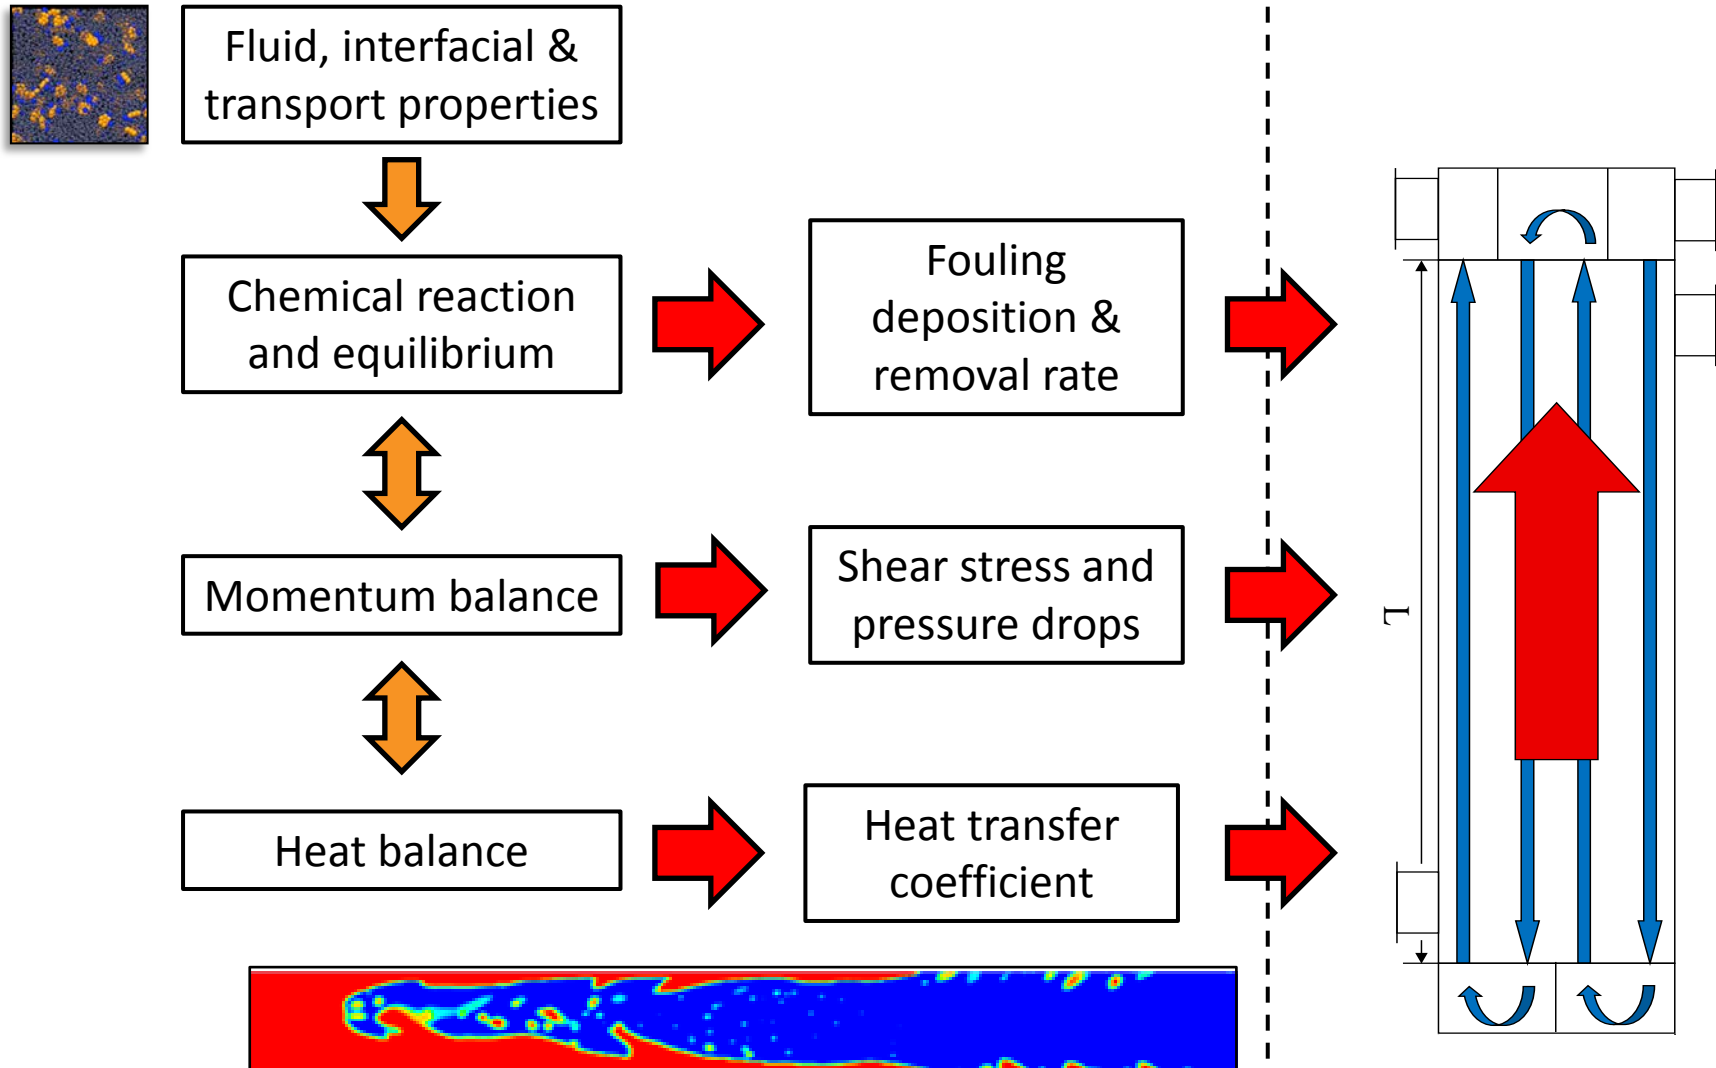 Fluid, interfacial &
transport properties
Chemical reaction
and equilibrium
Fouling
deposition &
removal rate
Momentum balance
Shear stress and
pressure drops
Heat balance
Heat transfer
coefficient
L